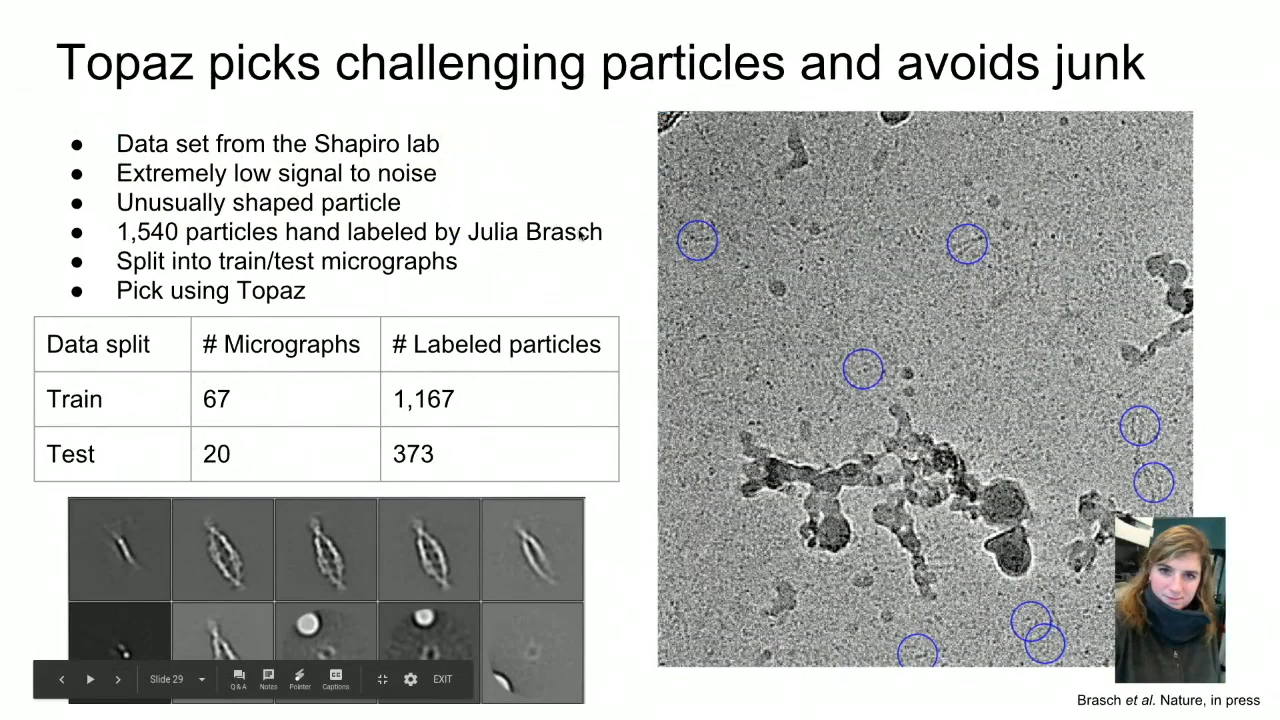 Topaz picks challenging particles and avoids junk
● Data set from the Shapiro lab
● Extremely low signal to noise
● Unusually shaped particle
● 1,540 particles hand labeled by Julia Brasch
● Split into train/test micrographs
● Pick using Topaz
Data split # Micrographs # Labeled particles
Train 67 1,167
Test 20 373
Slide 29 Q & A Notes Pointer Captions EXIT
Brasch et al. Nature, in press